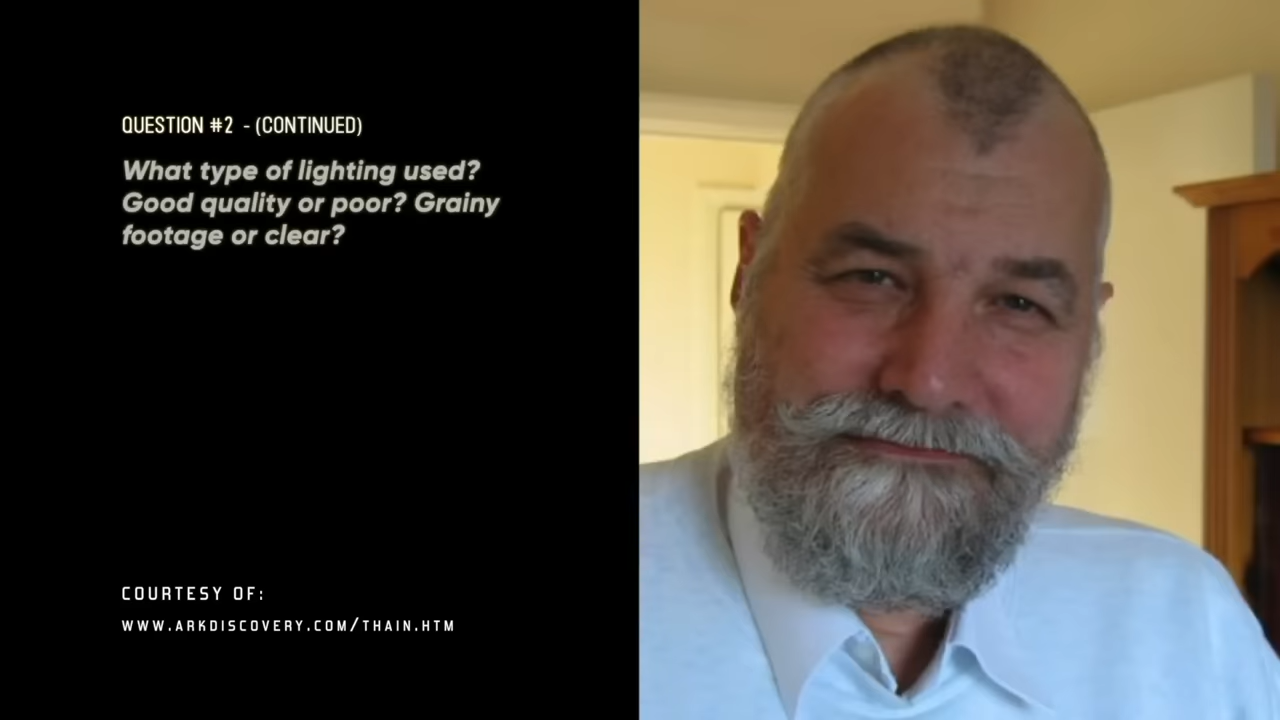 QUESTION #2 - (CONTINUED)
What type of lighting used?
Good quality or poor? Grainy
footage or clear?
COURTESY OF:
WWW.ARKDISCOVERY.COM/THAIN.HTM